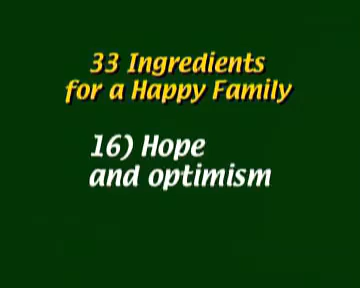 33 Ingredients
for a Happy Family
16) Hope
and optimism